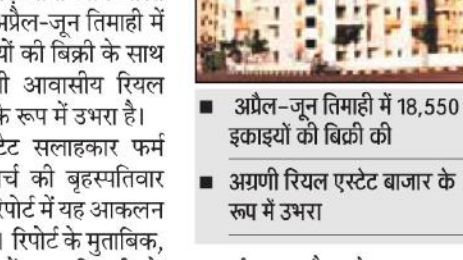 अप्रैल-जून तिमाही में
की बिक्री के साथ
आवासीय रियल
के रूप में उभरा है।
सलाहकार फर्म
की बृहस्पतिवार
में यह आकलन
रिपोर्ट के मुताबिक,
■ अप्रैल-जून तिमाही में 18,550
इकाइयों की बिक्री की
■ अग्रणी रियल एस्टेट बाजार के
रूप में उभरा